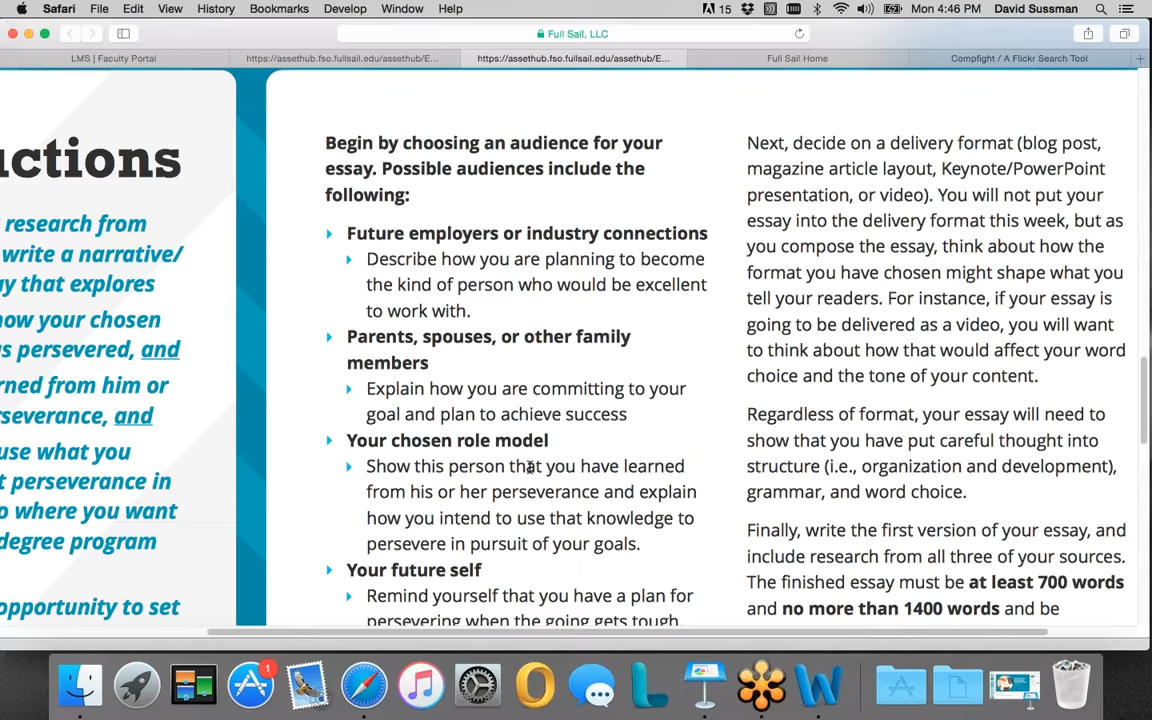 Safari File Edit View History Bookmarks Develop Window Help
15
Mon 4:46 PM David Sussman
Full Sail, LLC
LMS | Faculty Portal
https://assethub.fso.fullsail.edu/assethub/E...
https://assethub.fso.fullsail.edu/assethub/E...
Full Sail Home
Compfight / A Flickr Search Tool
uctions
research from
write a narrative/
ay that explores
how your chosen
as persevered, and
rned from him or
rseverance, and
use what you
t perseverance in
o where you want
degree program
opportunity to set
Begin by choosing an audience for your
essay. Possible audiences include the
following:
Future employers or industry connections
Describe how you are planning to become
the kind of person who would be excellent
to work with.
Parents, spouses, or other family
members
Explain how you are committing to your
goal and plan to achieve success
Your chosen role model
Show this person that you have learned
from his or her perseverance and explain
how you intend to use that knowledge to
persevere in pursuit of your goals.
Your future self
Remind yourself that you have a plan for
persevering when the going gets tough.
Next, decide on a delivery format (blog post,
magazine article layout, Keynote/PowerPoint
presentation, or video). You will not put your
essay into the delivery format this week, but as
you compose the essay, think about how the
format you have chosen might shape what you
tell your readers. For instance, if your essay is
going to be delivered as a video, you will want
to think about how that would affect your word
choice and the tone of your content.
Regardless of format, your essay will need to
show that you have put careful thought into
structure (i.e., organization and development),
grammar, and word choice.
Finally, write the first version of your essay, and
include research from all three of your sources.
The finished essay must be at least 700 words
and no more than 1400 words and be
1